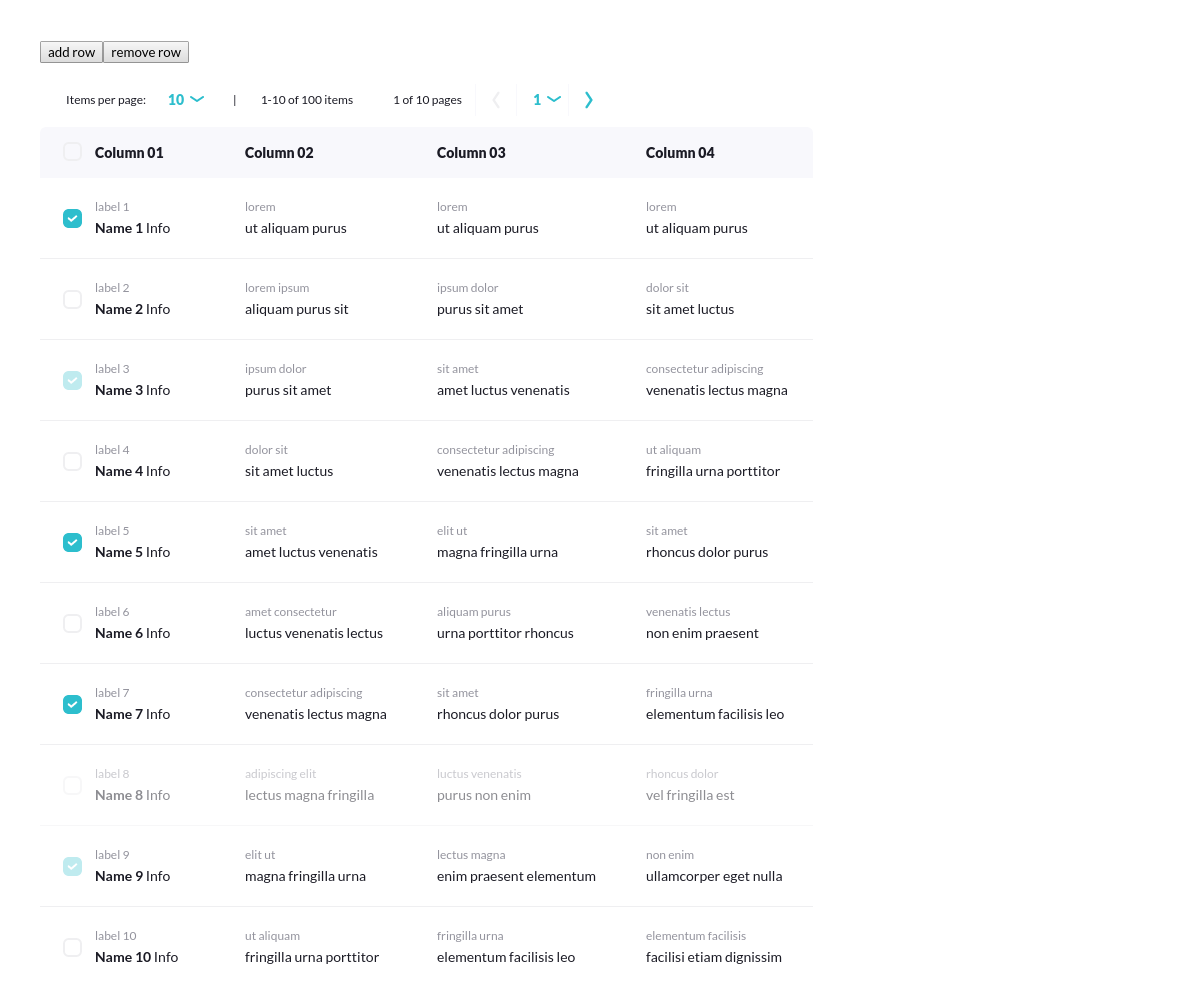 add row remove row
Items per page: 10 | 1-10 of 100 items 1 of 10 pages 1
Column 01 Column 02 Column 03 Column 04
label 1 lorem lorem lorem
Name 1 Info ut aliquam purus ut aliquam purus ut aliquam purus
label 2 lorem ipsum ipsum dolor dolor sit
Name 2 Info aliquam purus sit purus sit amet sit amet luctus
label 3 ipsum dolor sit amet consectetur adipiscing
Name 3 Info purus sit amet amet luctus venenatis venenatis lectus magna
label 4 dolor sit consectetur adipiscing ut aliquam
Name 4 Info sit amet luctus venenatis lectus magna fringilla urna porttitor
label 5 sit amet elit ut sit amet
Name 5 Info amet luctus venenatis magna fringilla urna rhoncus dolor purus
label 6 amet consectetur aliquam purus venenatis lectus
Name 6 Info luctus venenatis lectus urna porttitor rhoncus non enim praesent
label 7 consectetur adipiscing sit amet fringilla urna
Name 7 Info venenatis lectus magna rhoncus dolor purus elementum facilisis leo
label 8 adipiscing elit luctus venenatis rhoncus dolor
Name 8 Info lectus magna fringilla purus non enim vel fringilla est
label 9 elit ut lectus magna non enim
Name 9 Info magna fringilla urna enim praesent elementum ullamcorper eget nulla
label 10 ut aliquam fringilla urna elementum facilisis
Name 10 Info fringilla urna porttitor elementum facilisis leo facilisi etiam dignissim